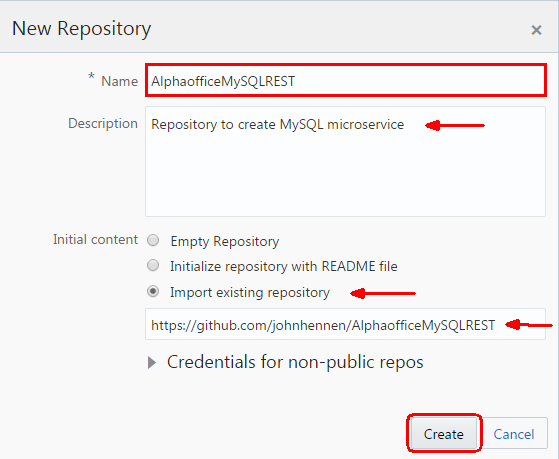 New Repository
×
* Name AlphaofficeMySQLREST
Description Repository to create MySQL microservice
Initial content Empty Repository
Initialize repository with README file
Import existing repository
https://github.com/johnhennen/AlphaofficeMySQLREST
Credentials for non-public repos
Create Cancel